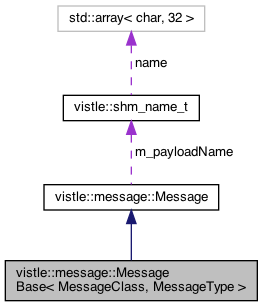 std::array< char, 32 >
name
vistle::shm_name_t
m_payloadName
vistle::message::Message
vistle::message::Message
Base< MessageClass, MessageType >